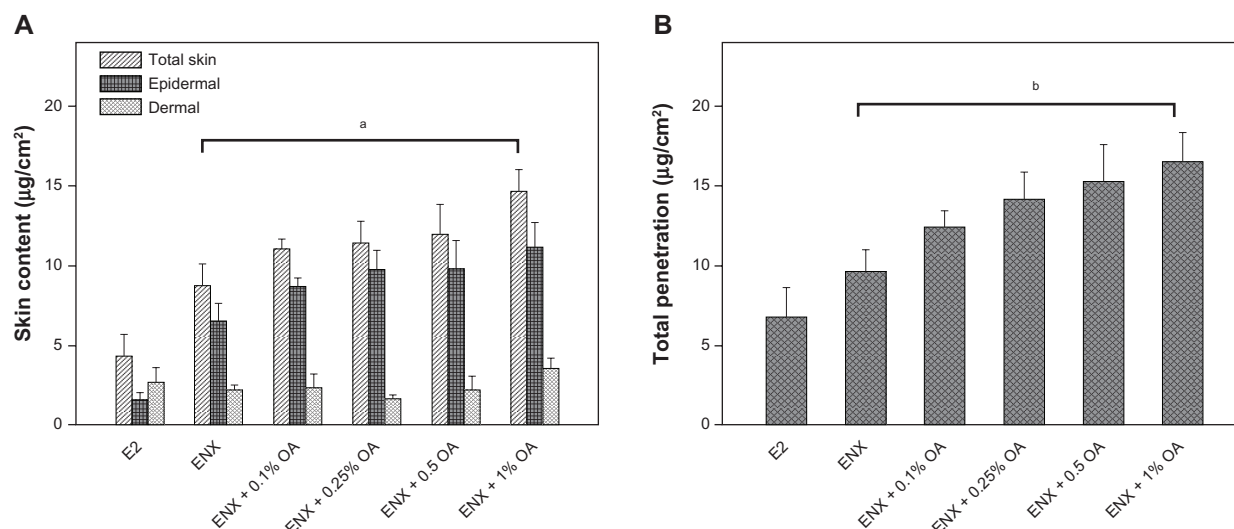 A
Skin content (µg/cm²)
20
15
10
5
0
Total skin
Epidermal
Dermal
a
E2
ENX
ENX + 0.1% OA
ENX + 0.25% OA
ENX + 0.5 OA
ENX + 1% OA
B
Total penetration (µg/cm²)
20
15
10
5
0
b
E2
ENX
ENX + 0.1% OA
ENX + 0.25% OA
ENX + 0.5 OA
ENX + 1% OA